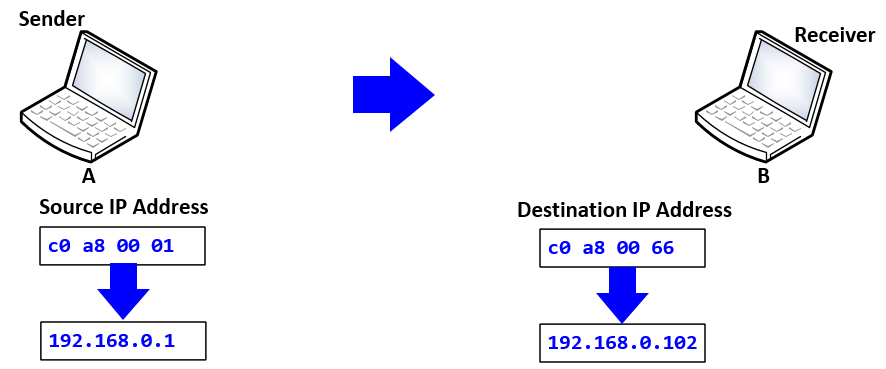 Sender
Receiver
A
B
Source IP Address
Destination IP Address
c0 a8 00 01
c0 a8 00 66
192.168.0.1
192.168.0.102